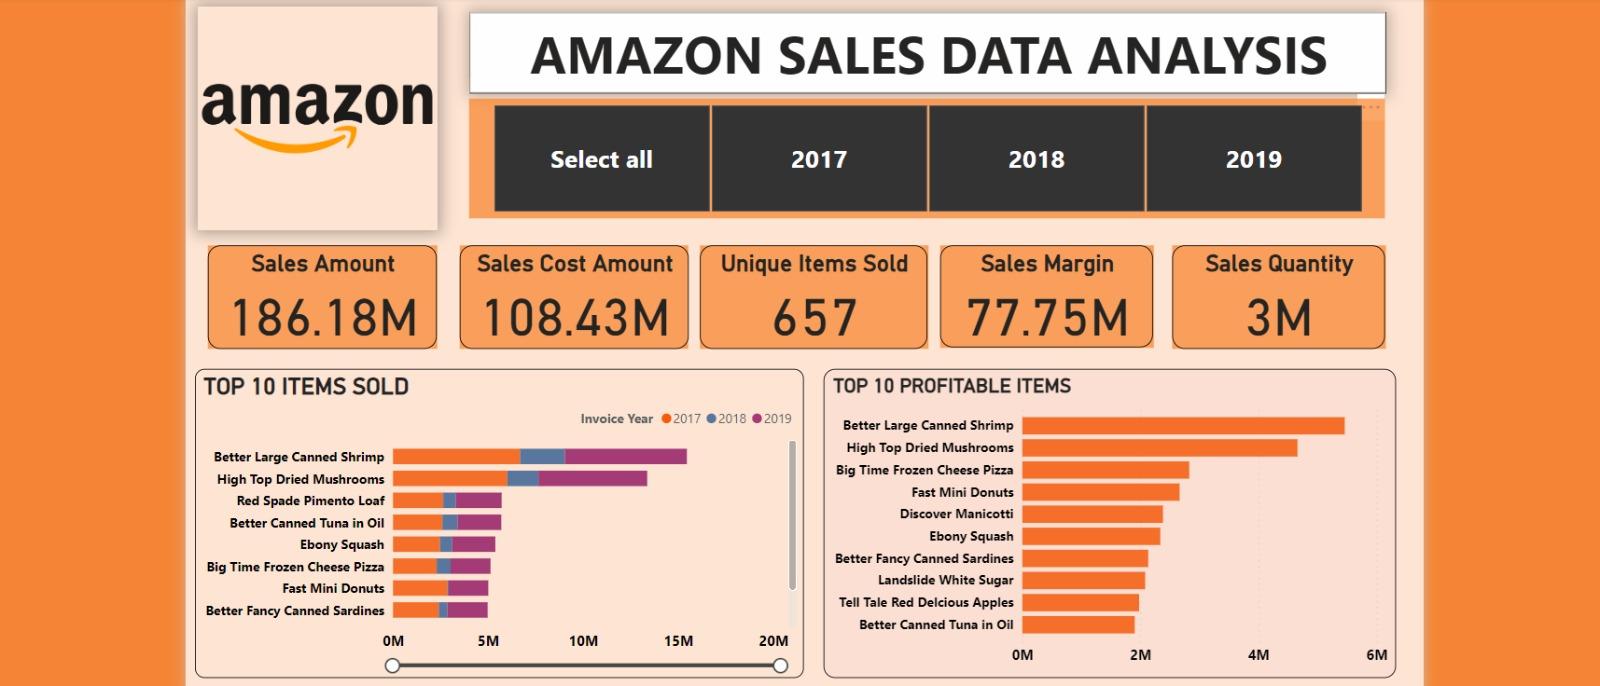 amazon
AMAZON SALES DATA ANALYSIS
Select all
2017
2018
2019
Sales Amount
186.18M
Sales Cost Amount
108.43M
Unique Items Sold
657
Sales Margin
77.75M
Sales Quantity
3M
TOP 10 ITEMS SOLD
Invoice Year 2017 2018 2019
Better Large Canned Shrimp
High Top Dried Mushrooms
Red Spade Pimento Loaf
Better Canned Tuna in Oil
Ebony Squash
Big Time Frozen Cheese Pizza
Fast Mini Donuts
Better Fancy Canned Sardines
0M 5M 10M 15M 20M
TOP 10 PROFITABLE ITEMS
Better Large Canned Shrimp
High Top Dried Mushrooms
Big Time Frozen Cheese Pizza
Fast Mini Donuts
Discover Manicotti
Ebony Squash
Better Fancy Canned Sardines
Landslide White Sugar
Tell Tale Red Delcious Apples
Better Canned Tuna in Oil
0M 2M 4M 6M